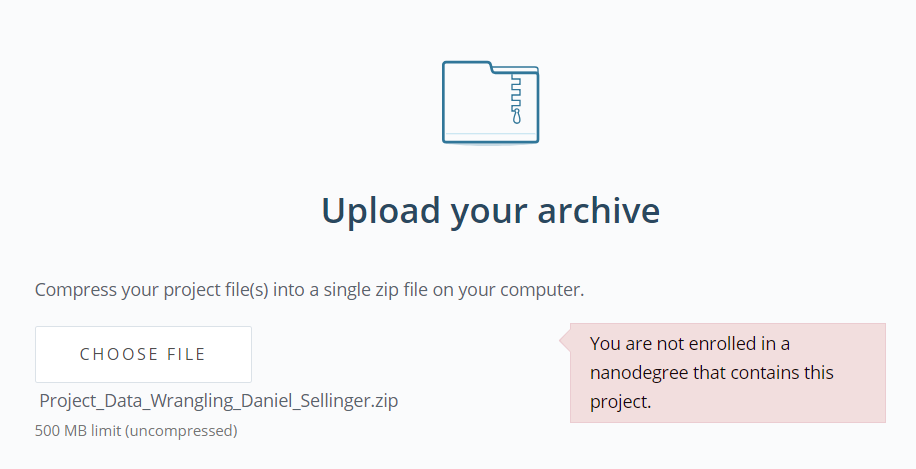 Upload your archive
Compress your project file(s) into a single zip file on your computer.
CHOOSE FILE
Project_Data_Wrangling_Daniel_Sellinger.zip
500 MB limit (uncompressed)
You are not enrolled in a
nanodegree that contains this
project.